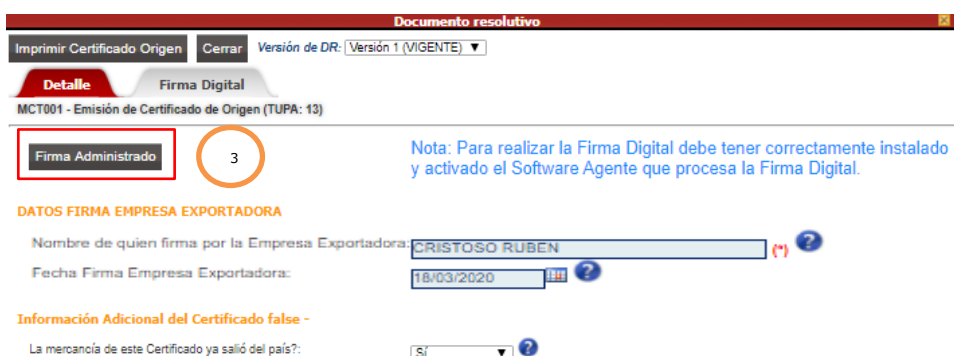 Documento resolutivo
Imprimir Certificado Origen Cerrar Versión de DR: Versión 1 (VIGENTE)
Detalle Firma Digital
MCT001 - Emisión de Certificado de Origen (TUPA: 13)
Firma Administrado 3 Nota: Para realizar la Firma Digital debe tener correctamente instalado
y activado el Software Agente que procesa la Firma Digital.
DATOS FIRMA EMPRESA EXPORTADORA
Nombre de quien firma por la Empresa Exportadora: CRISTOSO RUBEN (*) ?
Fecha Firma Empresa Exportadora: 18/03/2020 ?
Información Adicional del Certificado false -
La mercancía de este Certificado ya salió del país?: Sí ?